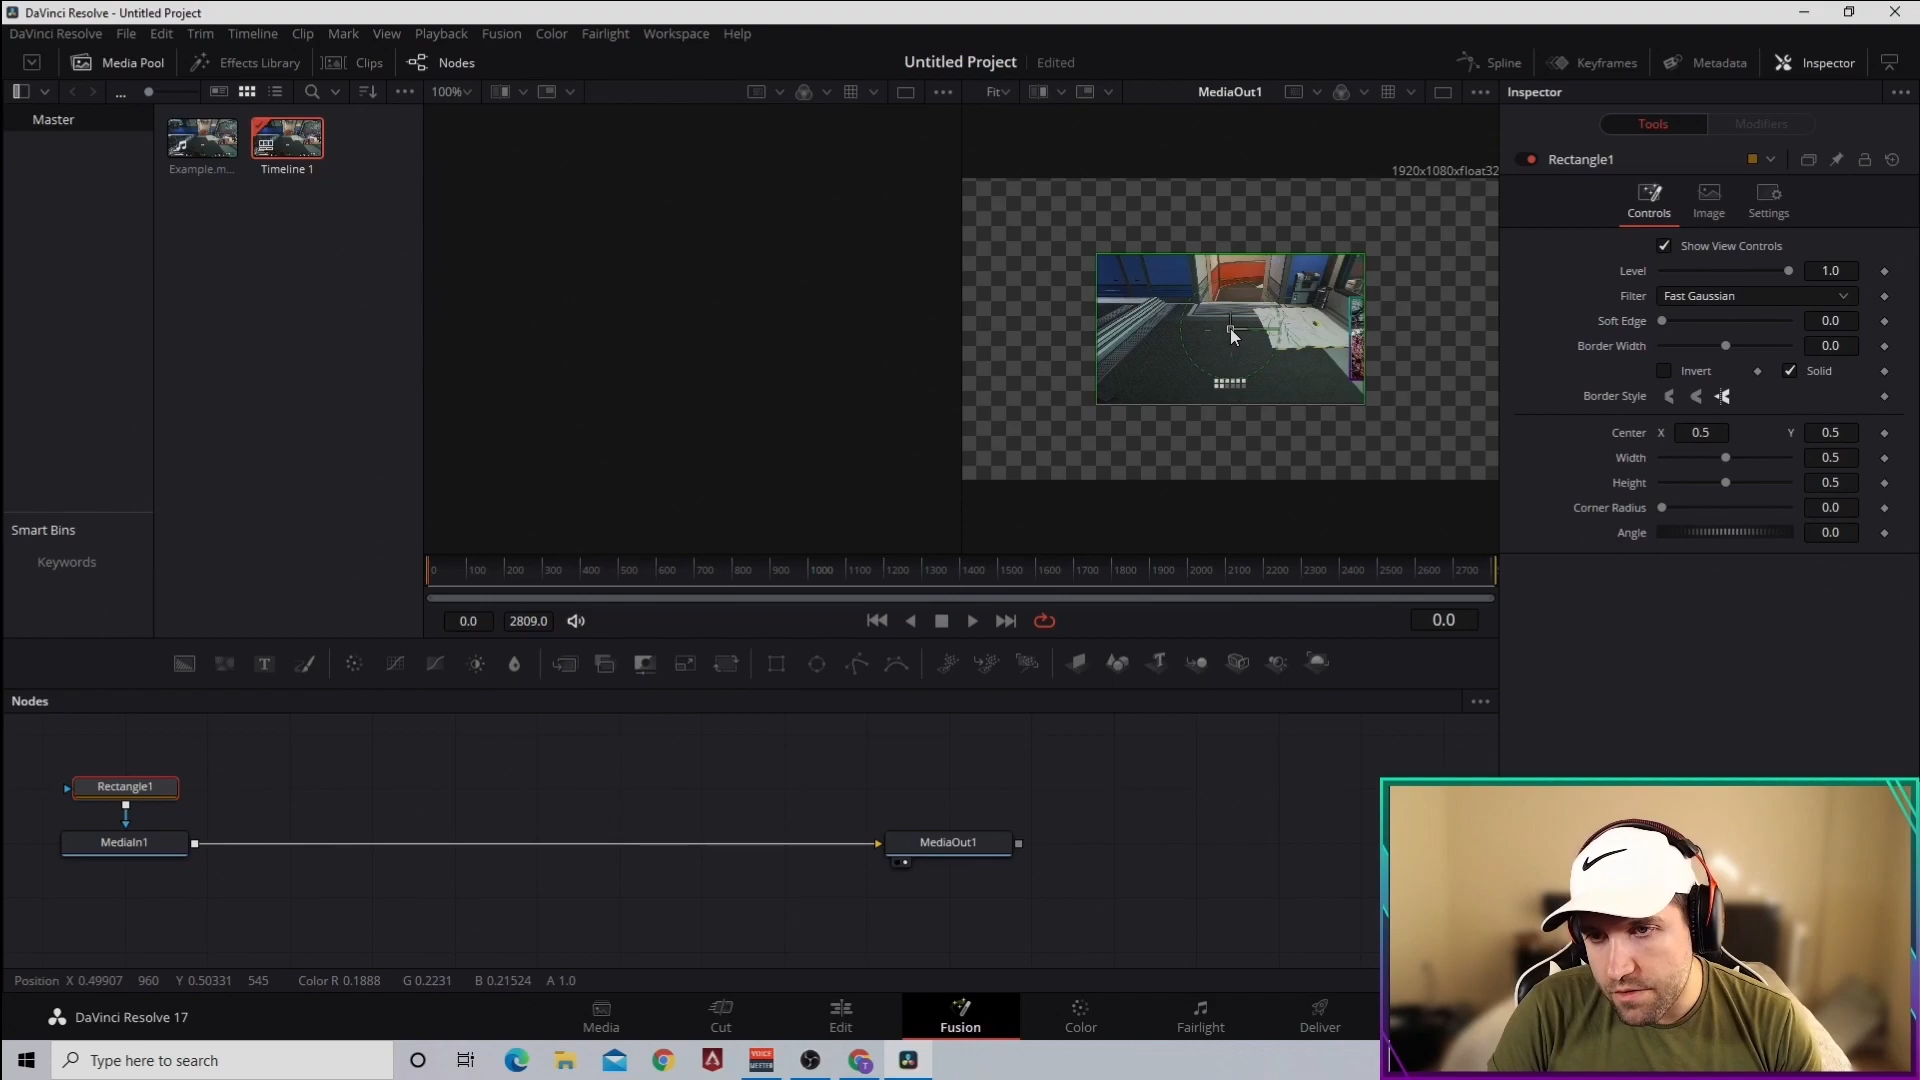 DaVinci Resolve - Untitled Project
DaVinci Resolve File Edit Trim Timeline Clip Mark View Playback Fusion Color Fairlight Workspace Help
Media Pool Effects Library Clips Nodes Untitled Project Edited Spline Keyframes Metadata Inspector
... 100% Fit MediaOut1 Inspector
Master
Example.m...
Timeline 1
1920x1080xfloat32
Tools Modifiers
Rectangle1
Controls Image Settings
Show View Controls
Level 1.0
Filter Fast Gaussian
Soft Edge 0.0
Border Width 0.0
Invert Solid
Border Style
Center X 0.5 Y 0.5
Width 0.5
Height 0.5
Corner Radius 0.0
Angle 0.0
Smart Bins
Keywords
0 100 200 300 400 500 600 700 800 900 1000 1100 1200 1300 1400 1500 1600 1700 1800 1900 2000 2100 2200 2300 2400 2500 2600 2700
0.0 2809.0 0.0
T
Nodes
Rectangle1
MediaIn1
MediaOut1
Position X 0.49907 960 Y 0.50331 545 Color R 0.1888 G 0.2231 B 0.21524 A 1.0
DaVinci Resolve 17
Media Cut Edit Fusion Color Fairlight Deliver
Type here to search
VOICE
MEETER
T